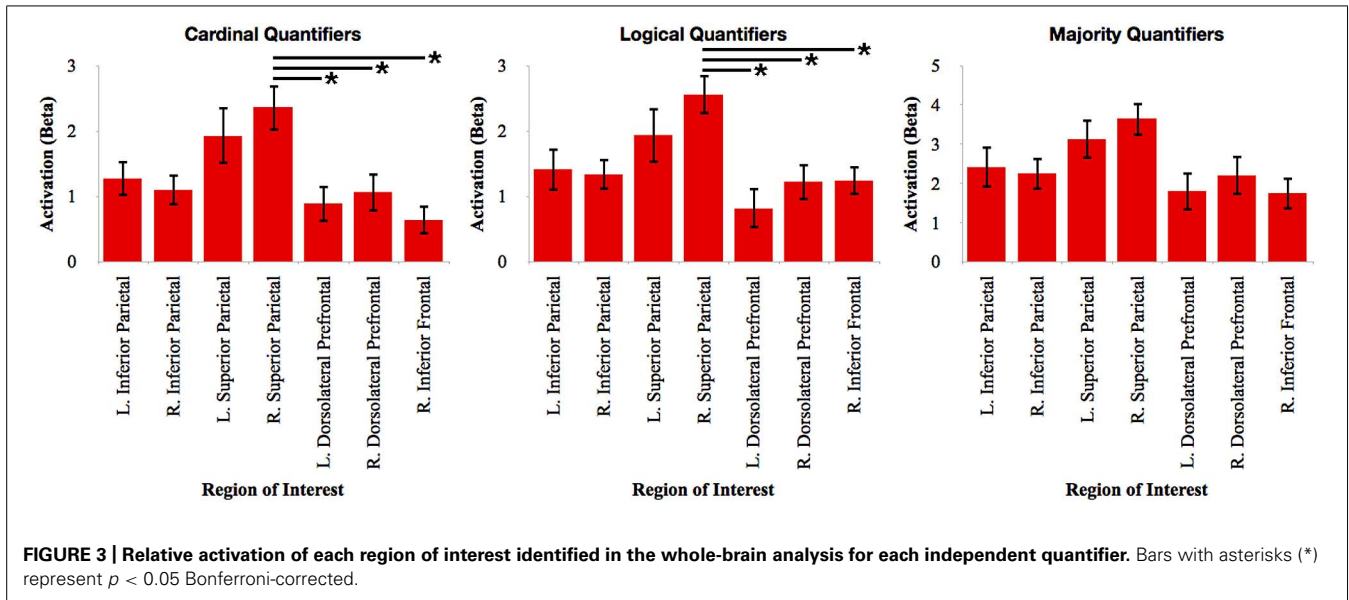 Cardinal Quantifiers
3
2
1
0
Activation (Beta)
*
*
*
L. Inferior Parietal
R. Inferior Parietal
L. Superior Parietal
R. Superior Parietal
L. Dorsolateral Prefrontal
R. Dorsolateral Prefrontal
R. Inferior Frontal
Region of Interest
Logical Quantifiers
3
2
1
0
Activation (Beta)
*
*
*
L. Inferior Parietal
R. Inferior Parietal
L. Superior Parietal
R. Superior Parietal
L. Dorsolateral Prefrontal
R. Dorsolateral Prefrontal
R. Inferior Frontal
Region of Interest
Majority Quantifiers
5
4
3
2
1
0
Activation (Beta)
L. Inferior Parietal
R. Inferior Parietal
L. Superior Parietal
R. Superior Parietal
L. Dorsolateral Prefrontal
R. Dorsolateral Prefrontal
R. Inferior Frontal
Region of Interest
FIGURE 3 | Relative activation of each region of interest identified in the whole-brain analysis for each independent quantifier. Bars with asterisks (*)
represent p < 0.05 Bonferroni-corrected.